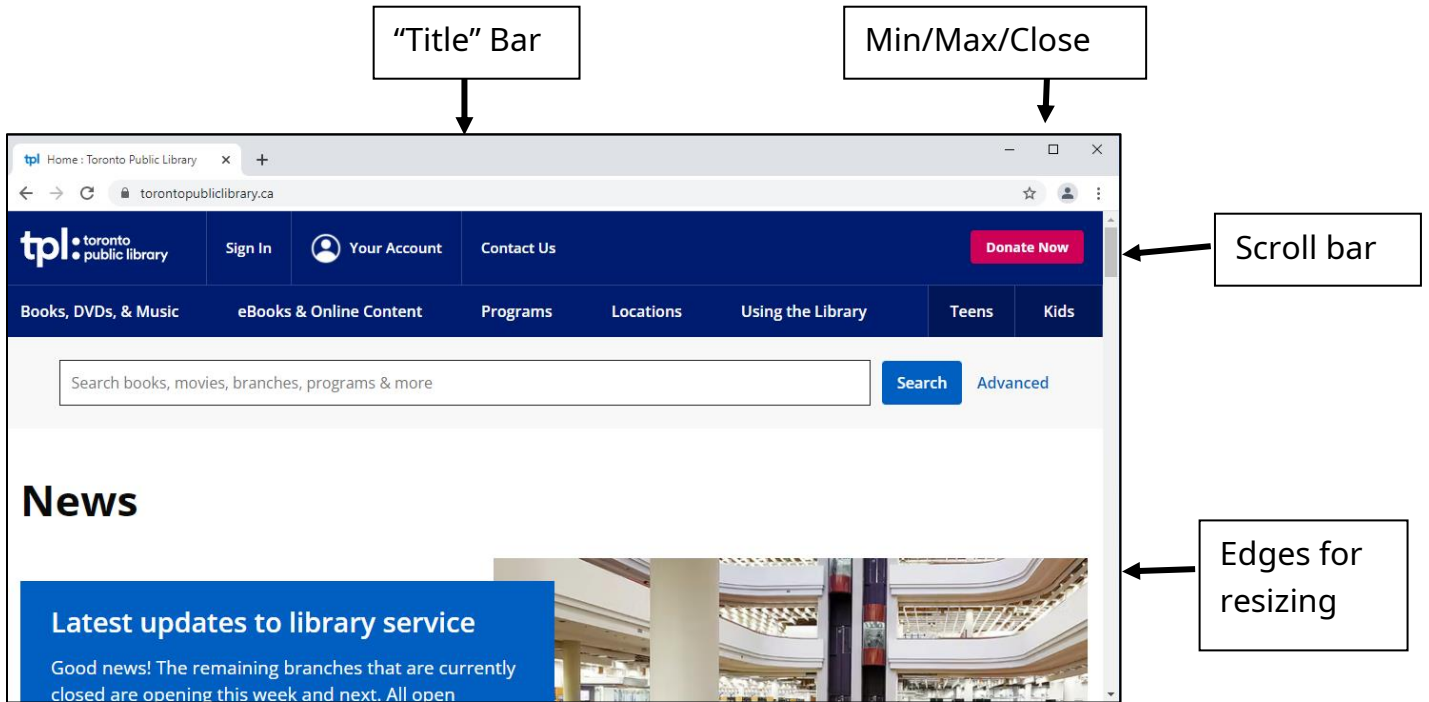 “Title” Bar
Min/Max/Close
tpl Home : Toronto Public Library
torontopubliclibrary.ca
tpl: toronto public library
Sign In
Your Account
Contact Us
Donate Now
Scroll bar
Books, DVDs, & Music
eBooks & Online Content
Programs
Locations
Using the Library
Teens
Kids
Search books, movies, branches, programs & more
Search
Advanced
News
Edges for
resizing
Latest updates to library service
Good news! The remaining branches that are currently
closed are opening this week and next. All open